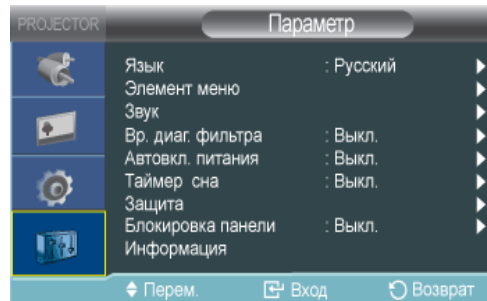 PROJECTOR
Параметр
Язык : Русский
Элемент меню
Звук
Вр. диаг. фильтра : Выкл.
Автовкл. питания : Выкл.
Таймер сна : Выкл.
Защита
Блокировка панели : Выкл.
Информация
Перем. Вход Возврат